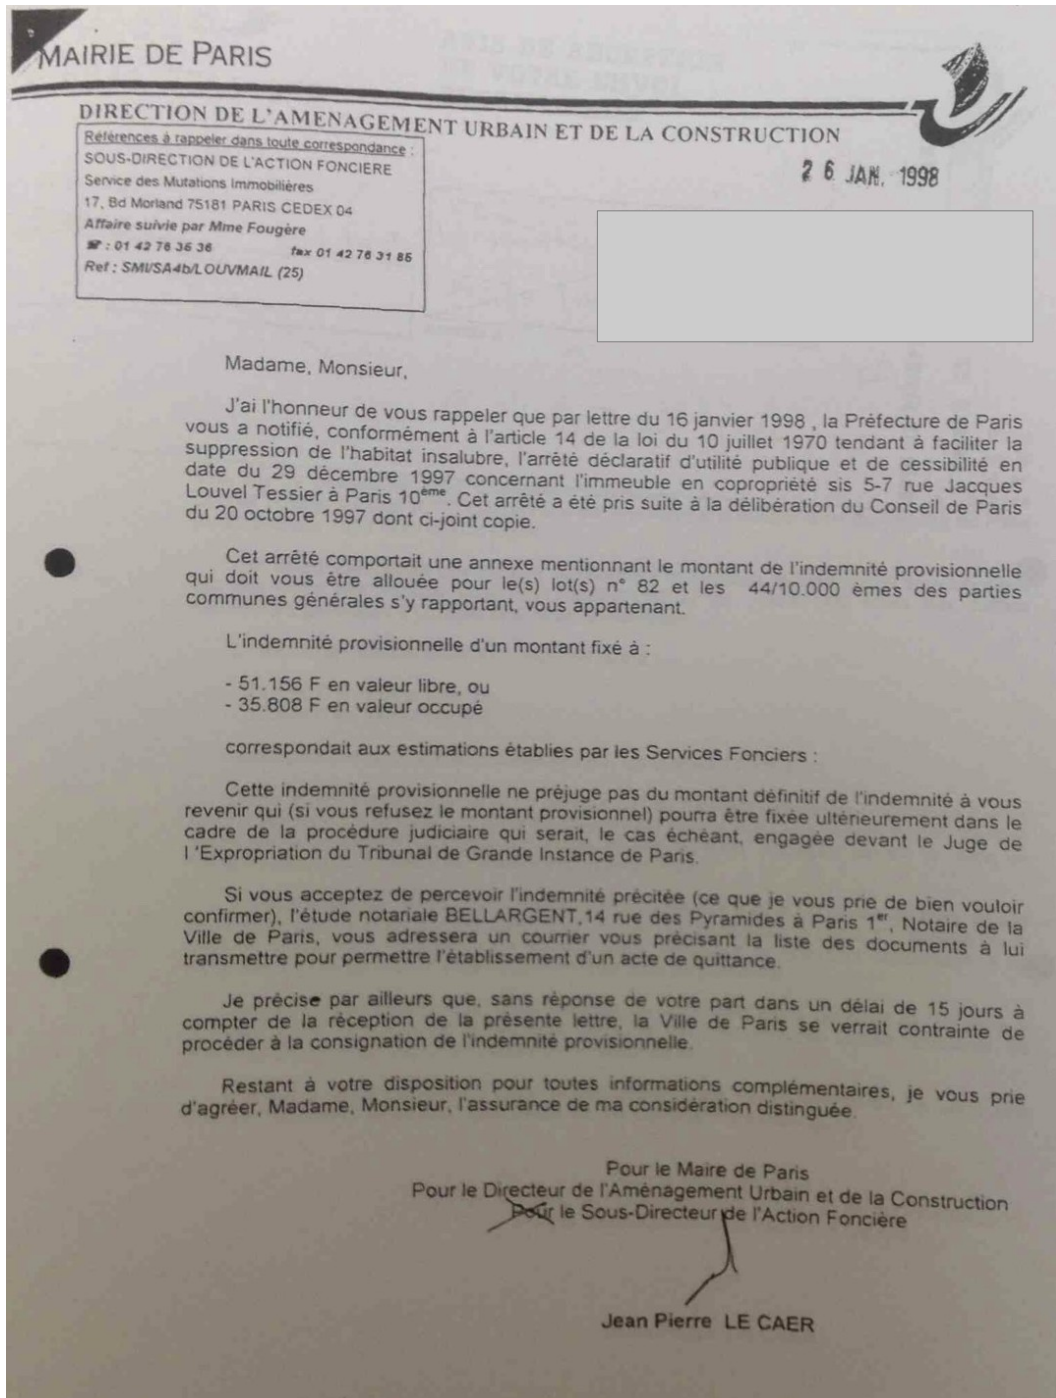 MAIRIE DE PARIS
DIRECTION DE L'AMENAGEMENT URBAIN ET DE LA CONSTRUCTION
Références à rappeler dans toute correspondance :
SOUS-DIRECTION DE L'ACTION FONCIERE
Service des Mutations Immobilières
17, Bd Morland 75181 PARIS CEDEX 04
Affaire suivie par Mme Fougère
☎ : 01 42 76 36 36 fax 01 42 76 31 85
Ref : SMI/SA4b/LOUVMAIL (25)
26 JAN. 1998
Madame, Monsieur,
J'ai l'honneur de vous rappeler que par lettre du 16 janvier 1998 , la Préfecture de Paris
vous a notifié, conformément à l'article 14 de la loi du 10 juillet 1970 tendant à faciliter la
suppression de l'habitat insalubre, l'arrêté déclaratif d'utilité publique et de cessibilité en
date du 29 décembre 1997 concernant l'immeuble en copropriété sis 5-7 rue Jacques
Louvel Tessier à Paris 10ème. Cet arrêté a été pris suite à la délibération du Conseil de Paris
du 20 octobre 1997 dont ci-joint copie.
Cet arrêté comportait une annexe mentionnant le montant de l'indemnité provisionnelle
qui doit vous être allouée pour le(s) lot(s) n° 82 et les 44/10.000 èmes des parties
communes générales s'y rapportant, vous appartenant.
L'indemnité provisionnelle d'un montant fixé à :
- 51.156 F en valeur libre, ou
- 35.808 F en valeur occupé
correspondait aux estimations établies par les Services Fonciers :
Cette indemnité provisionnelle ne préjuge pas du montant définitif de l'indemnité à vous
revenir qui (si vous refusez le montant provisionnel) pourra être fixée ultérieurement dans le
cadre de la procédure judiciaire qui serait, le cas échéant, engagée devant le Juge de
l 'Expropriation du Tribunal de Grande Instance de Paris.
Si vous acceptez de percevoir l'indemnité précitée (ce que je vous prie de bien vouloir
confirmer), l'étude notariale BELLARGENT,14 rue des Pyramides à Paris 1er, Notaire de la
Ville de Paris, vous adressera un courrier vous précisant la liste des documents à lui
transmettre pour permettre l'établissement d'un acte de quittance.
Je précise par ailleurs que, sans réponse de votre part dans un délai de 15 jours à
compter de la réception de la présente lettre, la Ville de Paris se verrait contrainte de
procéder à la consignation de l'indemnité provisionnelle.
Restant à votre disposition pour toutes informations complémentaires, je vous prie
d'agréer, Madame, Monsieur, l'assurance de ma considération distinguée.
Pour le Maire de Paris
Pour le Directeur de l'Aménagement Urbain et de la Construction
Pour le Sous-Directeur de l'Action Foncière
Jean Pierre LE CAER